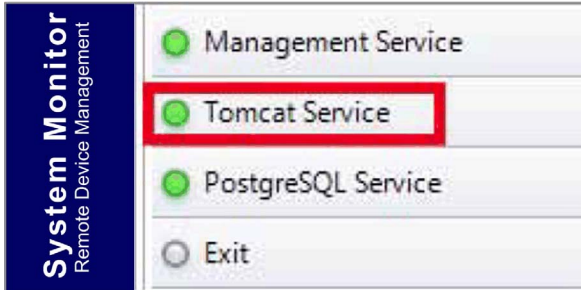 System Monitor
Remote Device Management
Management Service
Tomcat Service
PostgreSQL Service
Exit